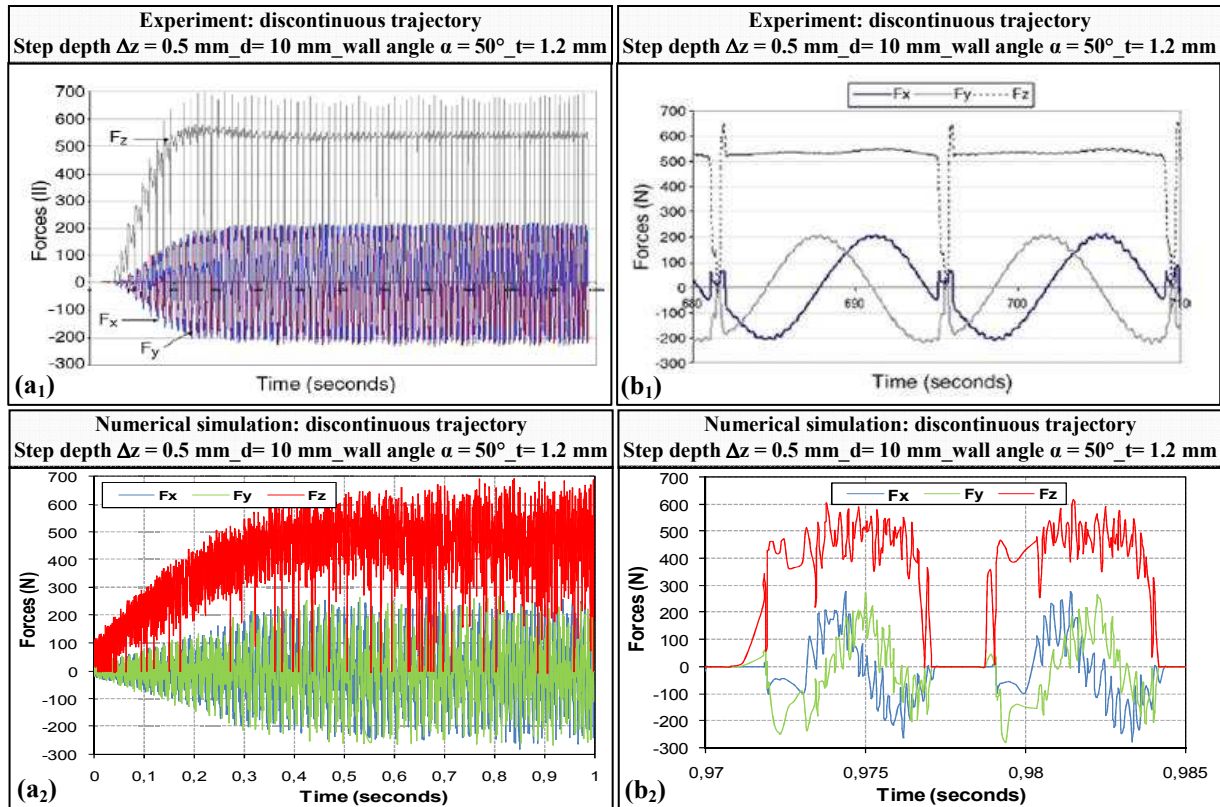 Experiment: discontinuous trajectory
Step depth Δz = 0.5 mm_d= 10 mm_wall angle α = 50°_t= 1.2 mm
700
600
500
400
300
200
100
0
-100
-200
-300
Forces (II)
Fz
Fx
Fy
Time (seconds)
(a1)
Experiment: discontinuous trajectory
Step depth Δz = 0.5 mm_d= 10 mm_wall angle α = 50°_t= 1.2 mm
Fx Fy Fz
700
600
500
400
300
200
100
0
-100
-200
-300
Forces (N)
680 690 700 710
Time (seconds)
(b1)
Numerical simulation: discontinuous trajectory
Step depth Δz = 0.5 mm_d= 10 mm_wall angle α = 50°_t= 1.2 mm
Fx Fy Fz
700
600
500
400
300
200
100
0
-100
-200
-300
Forces (N)
0 0,1 0,2 0,3 0,4 0,5 0,6 0,7 0,8 0,9 1
Time (seconds)
(a2)
Numerical simulation: discontinuous trajectory
Step depth Δz = 0.5 mm_d= 10 mm_wall angle α = 50°_t= 1.2 mm
Fx Fy Fz
700
600
500
400
300
200
100
0
-100
-200
-300
Forces (N)
0,97 0,975 0,98 0,985
Time (seconds)
(b2)